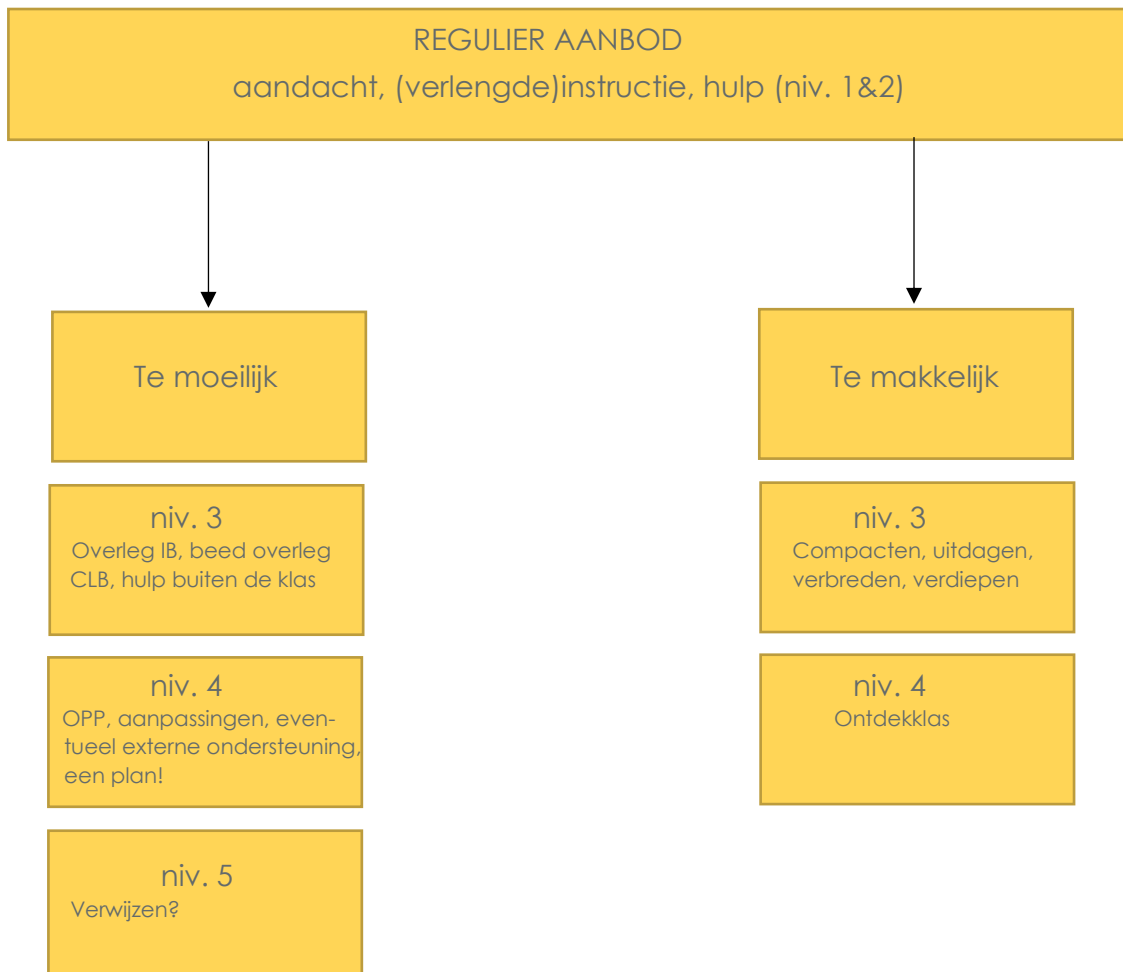 REGULIER AANBOD
aandacht, (verlengde)instructie, hulp (niv. 1&2)
Te moeilijk
niv. 3
Overleg IB, beed overleg
CLB, hulp buiten de klas
niv. 4
OPP, aanpassingen, even-
tueel externe ondersteuning,
een plan!
niv. 5
Verwijzen?
Te makkelijk
niv. 3
Compacten, uitdagen,
verbreden, verdiepen
niv. 4
Ontdekklas